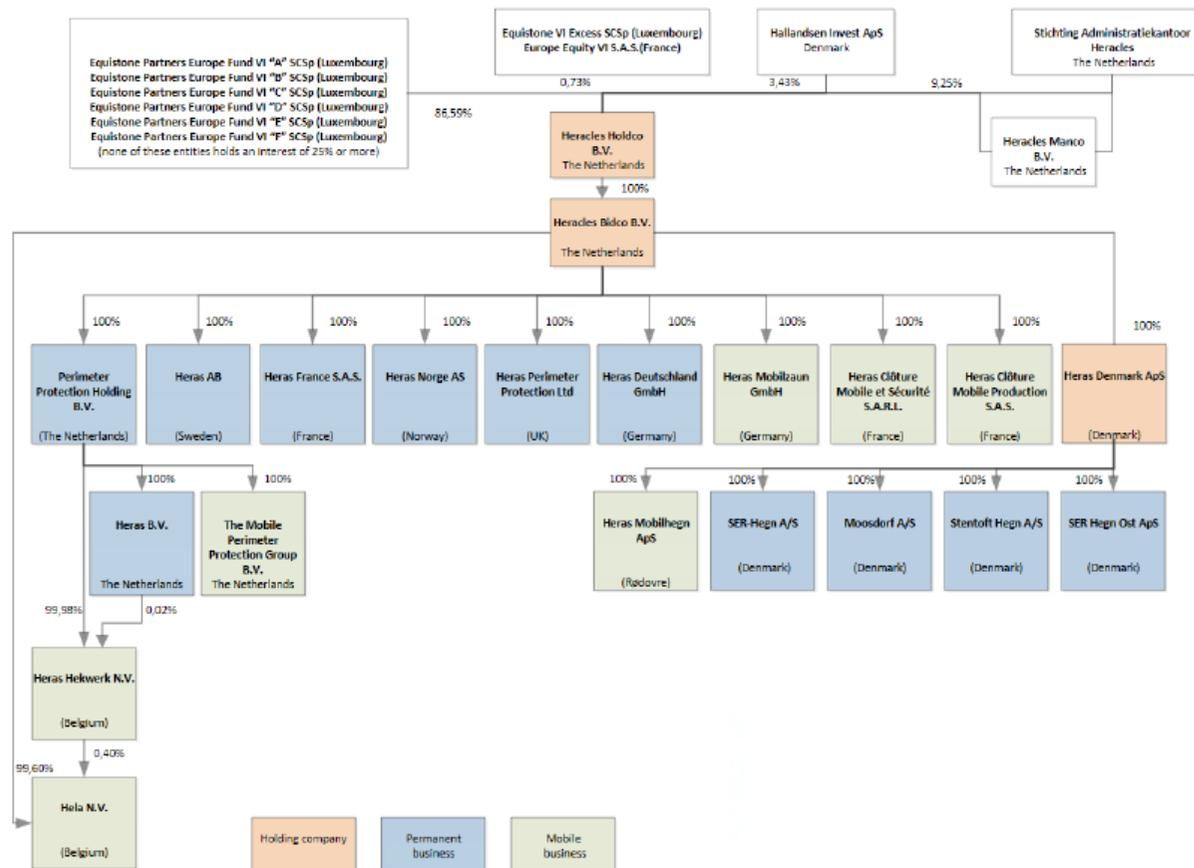 Equistone Partners Europe Fund VI "A" SCSp (Luxembourg)
Equistone Partners Europe Fund VI "B" SCSp (Luxembourg)
Equistone Partners Europe Fund VI "C" SCSp (Luxembourg)
Equistone Partners Europe Fund VI "D" SCSp (Luxembourg)
Equistone Partners Europe Fund VI "E" SCSp (Luxembourg)
Equistone Partners Europe Fund VI "F" SCSp (Luxembourg)
(none of these entities holds an interest of 25% or more)
Equistone VI Excess SCSp (Luxembourg)
Europe Equity VI S.A.S.(France)
Hallandsen Invest ApS
Denmark
Stichting Administratiekantoor
Heracles
The Netherlands
0,73%
3,43%
9,25%
86,59%
Heracles Holdco
B.V.
The Netherlands
Heracles Manco
B.V.
The Netherlands
100%
Heracles Bidco B.V.
The Netherlands
100%
100%
100%
100%
100%
100%
100%
100%
100%
100%
Perimeter
Protection Holding
B.V.
(The Netherlands)
Heras AB
(Sweden)
Heras France S.A.S.
(France)
Heras Norge AS
(Norway)
Heras Perimeter
Protection Ltd
(UK)
Heras Deutschland
GmbH
(Germany)
Heras Mobilzaun
GmbH
(Germany)
Heras Clôture
Mobile et Sécurité
S.A.R.L.
(France)
Heras Clôture
Mobile Production
S.A.S.
(France)
Heras Denmark ApS
(Denmark)
100%
100%
100%
100%
100%
100%
100%
Heras B.V.
The Netherlands
The Mobile
Perimeter
Protection Group
B.V.
The Netherlands
Heras Mobilhegn
ApS
(Rødovre)
SER-Hegn A/S
(Denmark)
Moosdorf A/S
(Denmark)
Stentoft Hegn A/S
(Denmark)
SER Hegn Ost ApS
(Denmark)
99,98%
0,02%
Heras Hekwerk N.V.
(Belgium)
0,40%
99,60%
Hela N.V.
(Belgium)
Holding company
Permanent
business
Mobile
business